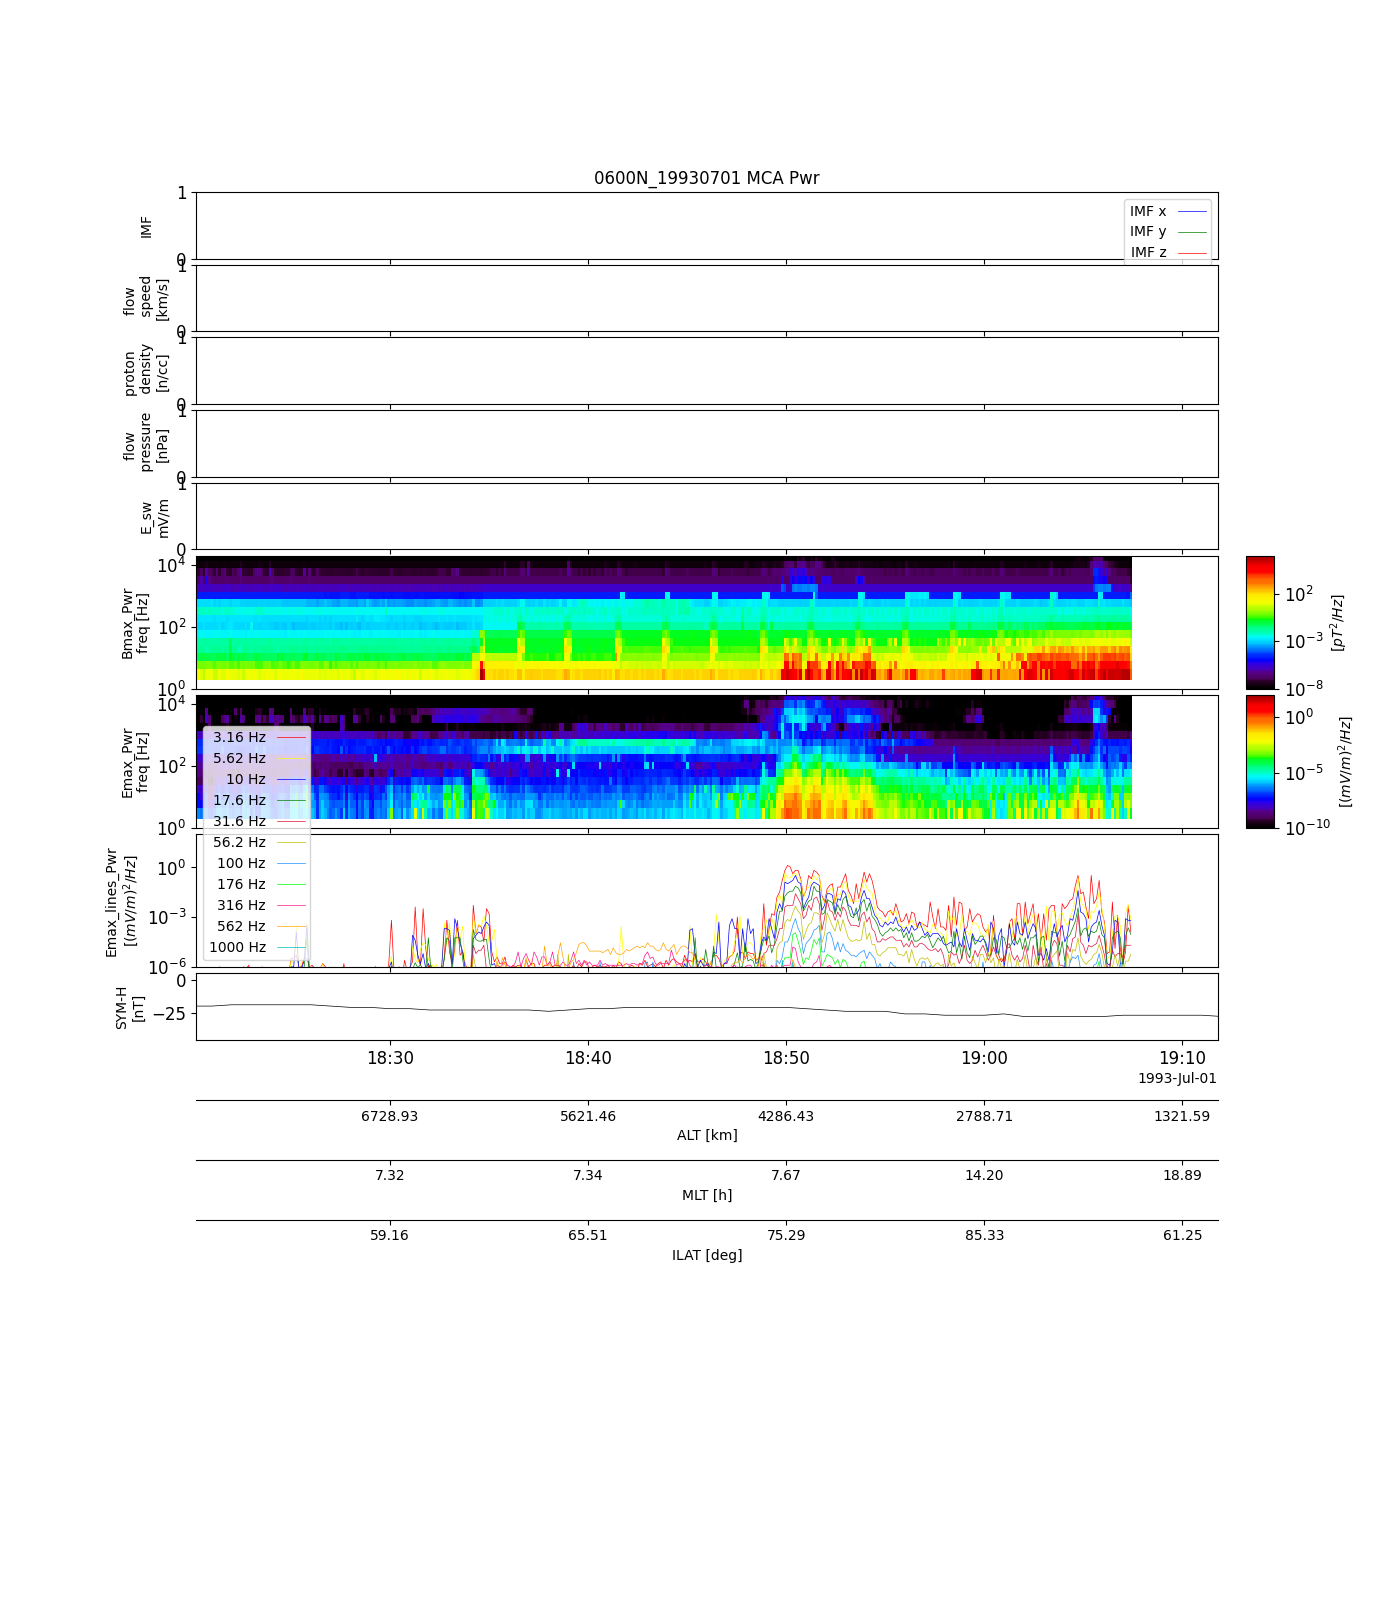 0600N_19930701 MCA Pwr
1
IMF
0
IMF x
IMF y
IMF z
1
flow
speed
[km/s]
0
1
proton
density
[n/cc]
0
1
flow
pressure
[nPa]
0
1
E_sw
mV/m
0
10^4
10^2
10^0
Bmax_Pwr
freq [Hz]
10^2
10^-3
10^-8
[pT^2/Hz]
10^4
10^2
10^0
Emax_Pwr
freq [Hz]
10^0
10^-5
10^-10
[(mV/m)^2/Hz]
3.16 Hz
5.62 Hz
10 Hz
17.6 Hz
31.6 Hz
56.2 Hz
100 Hz
176 Hz
316 Hz
562 Hz
1000 Hz
10^0
10^-3
10^-6
Emax_lines_Pwr
[(mV/m)^2/Hz]
0
−25
SYM-H
[nT]
18:30 18:40 18:50 19:00 19:10
1993-Jul-01
6728.93 5621.46 4286.43 2788.71 1321.59
ALT [km]
7.32 7.34 7.67 14.20 18.89
MLT [h]
59.16 65.51 75.29 85.33 61.25
ILAT [deg]